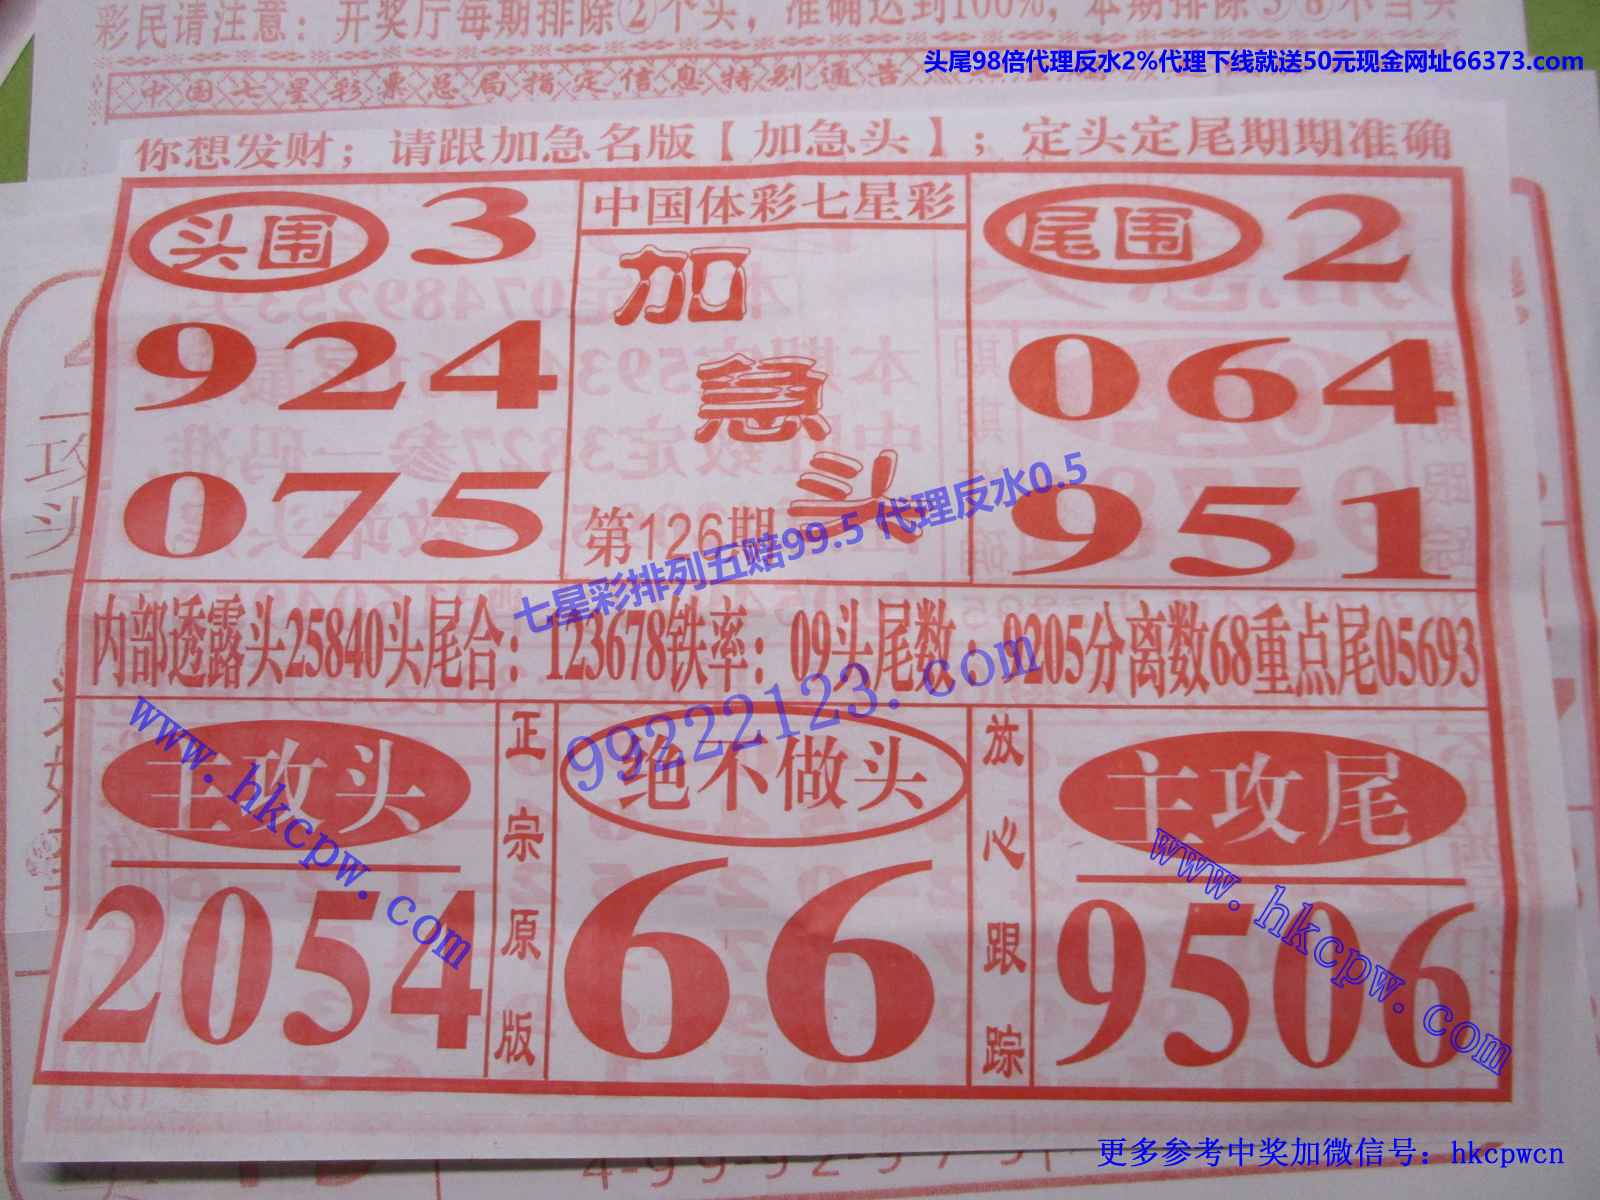 彩民请注意：开奖厅每期排除②个头，准确达到100%，本期排除
头尾98倍代理反水2%代理下线就送50元现金网址66373.com
中国七星彩票总局指定信息特别通告
你想发财；请跟加急名版【加急头】；定头定尾期期准确
头围 3
924
075
中国体彩七星彩
加
急
头
第126期
尾围 2
064
951
七星彩排列五赔99.5 代理反水0.5
内部透露头25840头尾合：123678铁率：09头尾数：0205分离数68重点尾05693
99222123.com
www.hkcpw.com
主攻头
2054
正宗原版
绝不做头
66
放心跟踪
主攻尾
9506
www.hkcpw.com
更多参考中奖加微信号：hkcpwcn